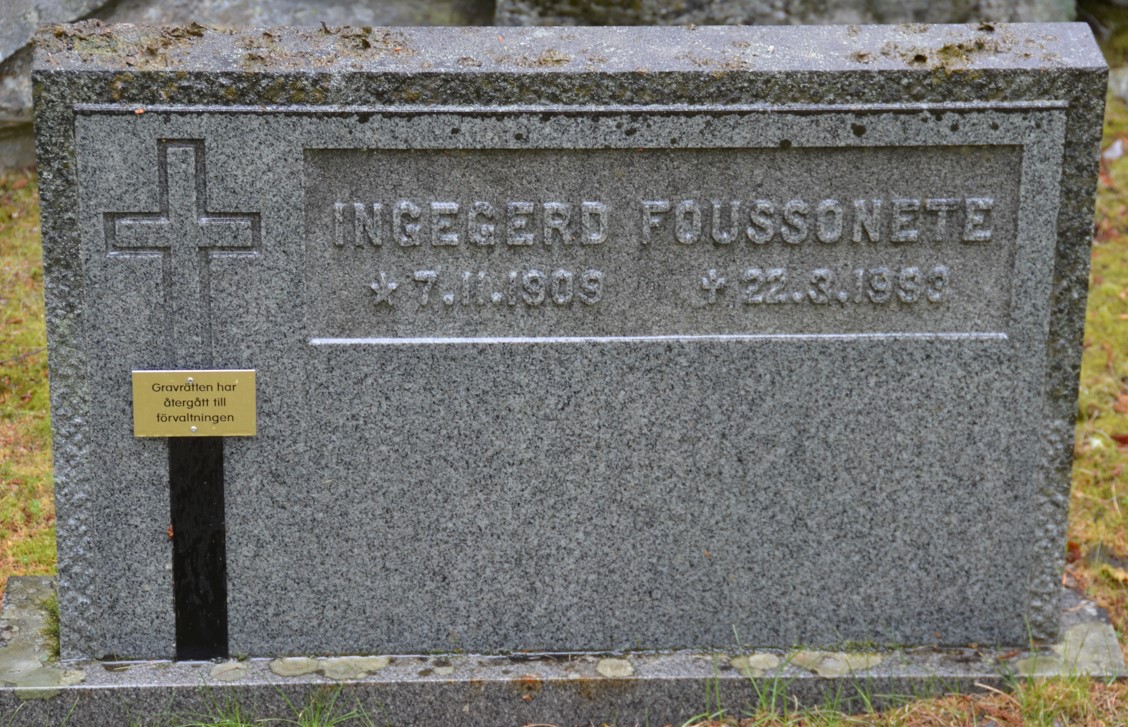 INGEGERD FOUSSONETE
★ 7.11.1909 ✝ 22.3.1993
Gravrätten har
återgått till
förvaltningen